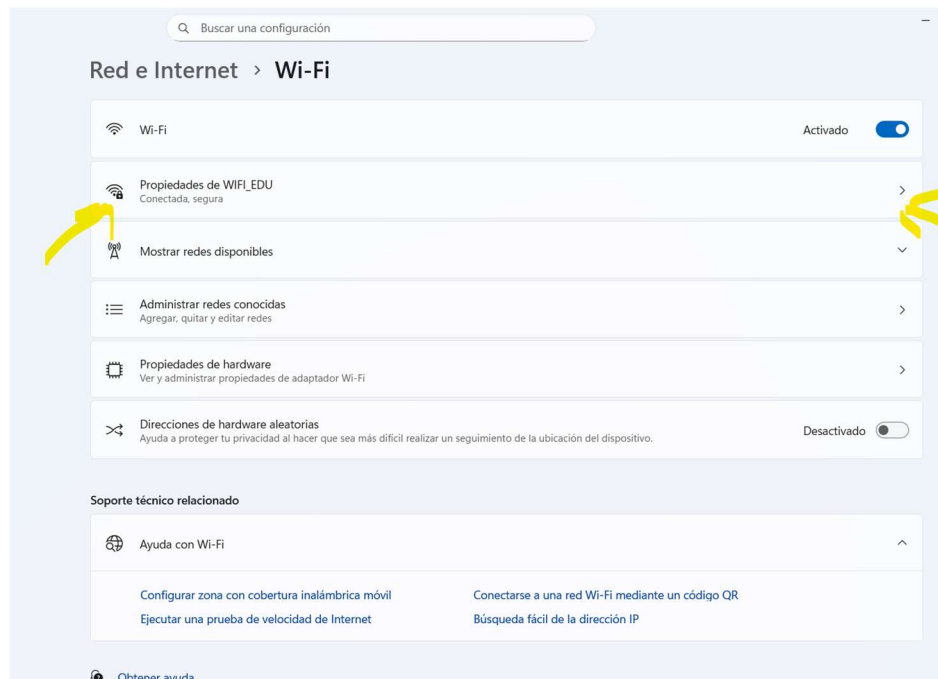 Buscar una configuración
Red e Internet > Wi-Fi
Wi-Fi
Activado
Propiedades de WIFI_EDU
Conectada, segura
Mostrar redes disponibles
Administrar redes conocidas
Agregar, quitar y editar redes
Propiedades de hardware
Ver y administrar propiedades de adaptador Wi-Fi
Direcciones de hardware aleatorias
Ayuda a proteger tu privacidad al hacer que sea más difícil realizar un seguimiento de la ubicación del dispositivo.
Desactivado
Soporte técnico relacionado
Ayuda con Wi-Fi
Configurar zona con cobertura inalámbrica móvil
Conectarse a una red Wi-Fi mediante un código QR
Ejecutar una prueba de velocidad de Internet
Búsqueda fácil de la dirección IP
Obtener ayuda